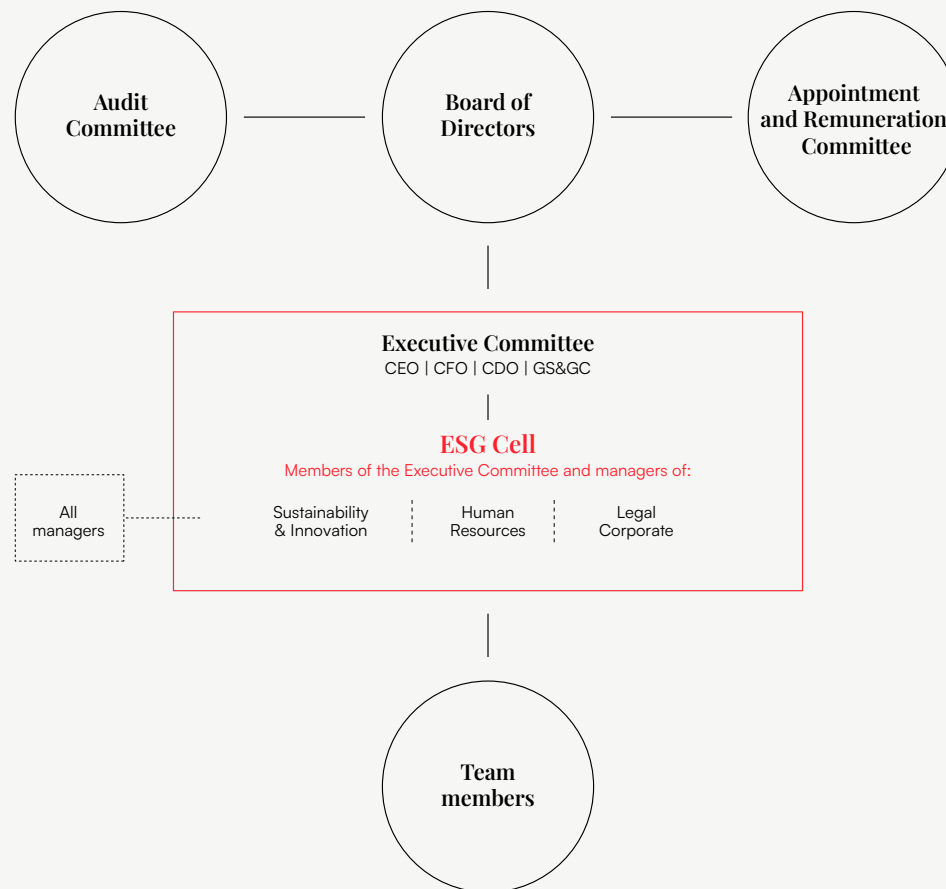 Audit
Committee
Board of
Directors
Appointment
and Remuneration
Committee
Executive Committee
CEO | CFO | CDO | GS&GC
ESG Cell
Members of the Executive Committee and managers of:
All
managers
Sustainability
& Innovation
Human
Resources
Legal
Corporate
Team
members